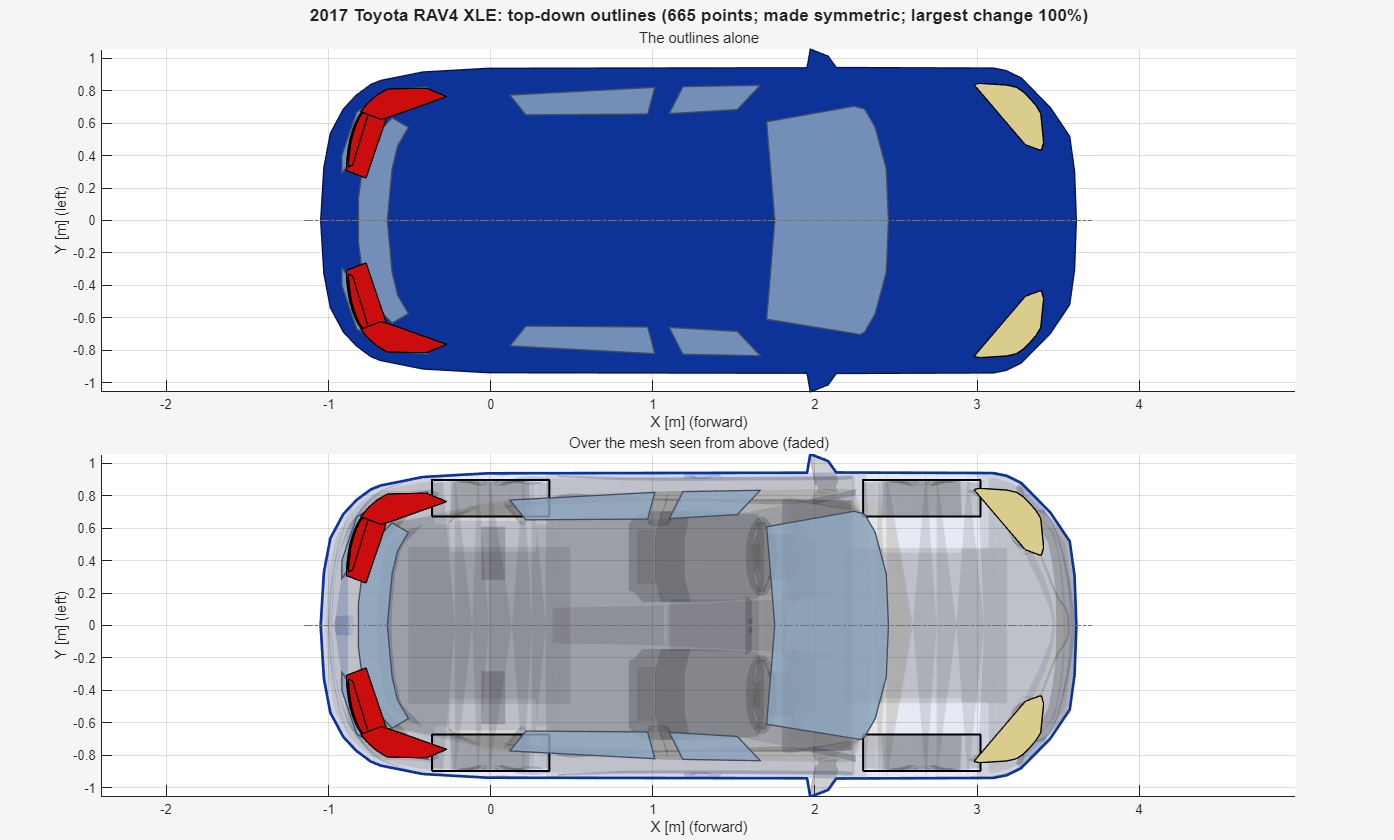 2017 Toyota RAV4 XLE: top-down outlines (665 points; made symmetric; largest change 100%)
The outlines alone
1
0.8
0.6
0.4
0.2
0
-0.2
-0.4
-0.6
-0.8
-1
Y [m] (left)
-2 -1 0 1 2 3 4
X [m] (forward)
Over the mesh seen from above (faded)
1
0.8
0.6
0.4
0.2
0
-0.2
-0.4
-0.6
-0.8
-1
Y [m] (left)
-2 -1 0 1 2 3 4
X [m] (forward)